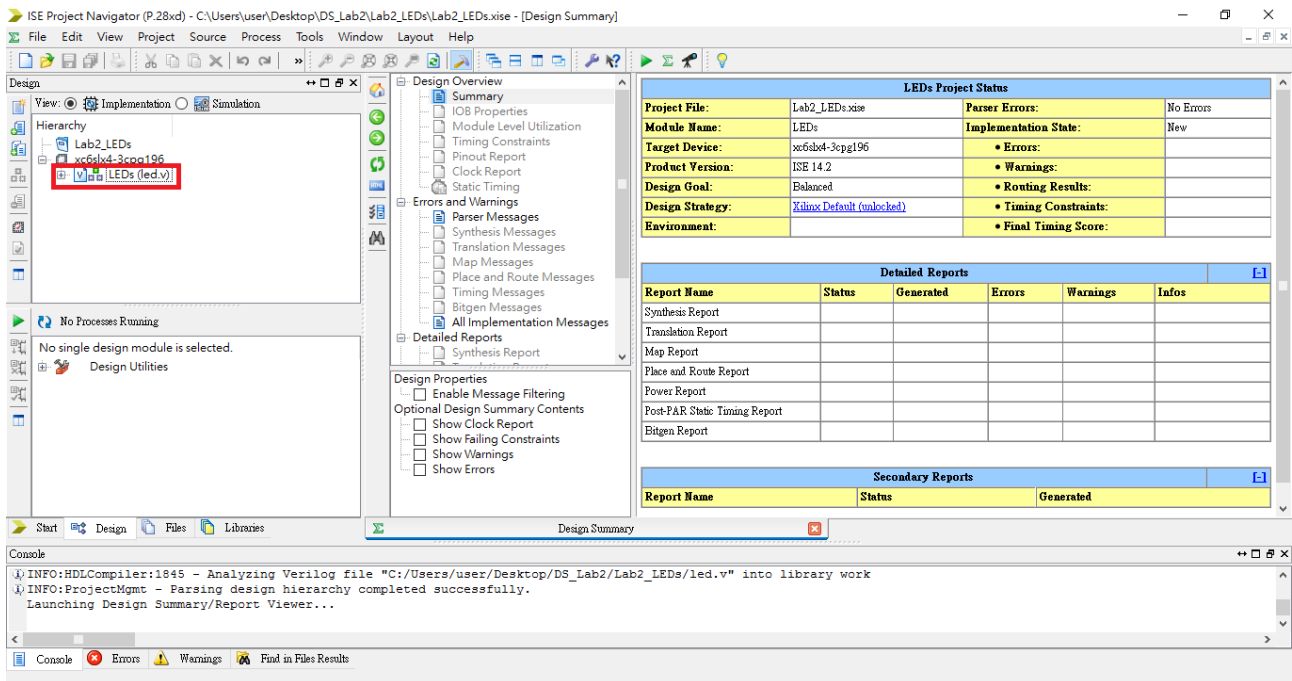 ISE Project Navigator (P.28xd) - C:\Users\user\Desktop\DS_Lab2\Lab2_LEDs\Lab2_LEDs.xise - [Design Summary]
File Edit View Project Source Process Tools Window Layout Help
Design
View: Implementation Simulation
Hierarchy
Lab2_LEDs
xc6slx4-3cpg196
LEDs (led.v)
No Processes Running
No single design module is selected.
Design Utilities
Start Design Files Libraries
Design Overview
Summary
IOB Properties
Module Level Utilization
Timing Constraints
Pinout Report
Clock Report
Static Timing
Errors and Warnings
Parser Messages
Synthesis Messages
Translation Messages
Map Messages
Place and Route Messages
Timing Messages
Bitgen Messages
All Implementation Messages
Detailed Reports
Synthesis Report
Design Properties
Enable Message Filtering
Optional Design Summary Contents
Show Clock Report
Show Failing Constraints
Show Warnings
Show Errors
LEDs Project Status
Project File: Lab2_LEDs.xise Parser Errors: No Errors
Module Name: LEDs Implementation State: New
Target Device: xc6slx4-3cpg196 • Errors:
Product Version: ISE 14.2 • Warnings:
Design Goal: Balanced • Routing Results:
Design Strategy: Xilinx Default (unlocked) • Timing Constraints:
Environment: • Final Timing Score:
Detailed Reports [-]
Report Name Status Generated Errors Warnings Infos
Synthesis Report
Translation Report
Map Report
Place and Route Report
Power Report
Post-PAR Static Timing Report
Bitgen Report
Secondary Reports [-]
Report Name Status Generated
Design Summary
Console
INFO:HDLCompiler:1845 - Analyzing Verilog file "C:/Users/user/Desktop/DS_Lab2/Lab2_LEDs/led.v" into library work
INFO:ProjectMgmt - Parsing design hierarchy completed successfully.
Launching Design Summary/Report Viewer...
Console Errors Warnings Find in Files Results